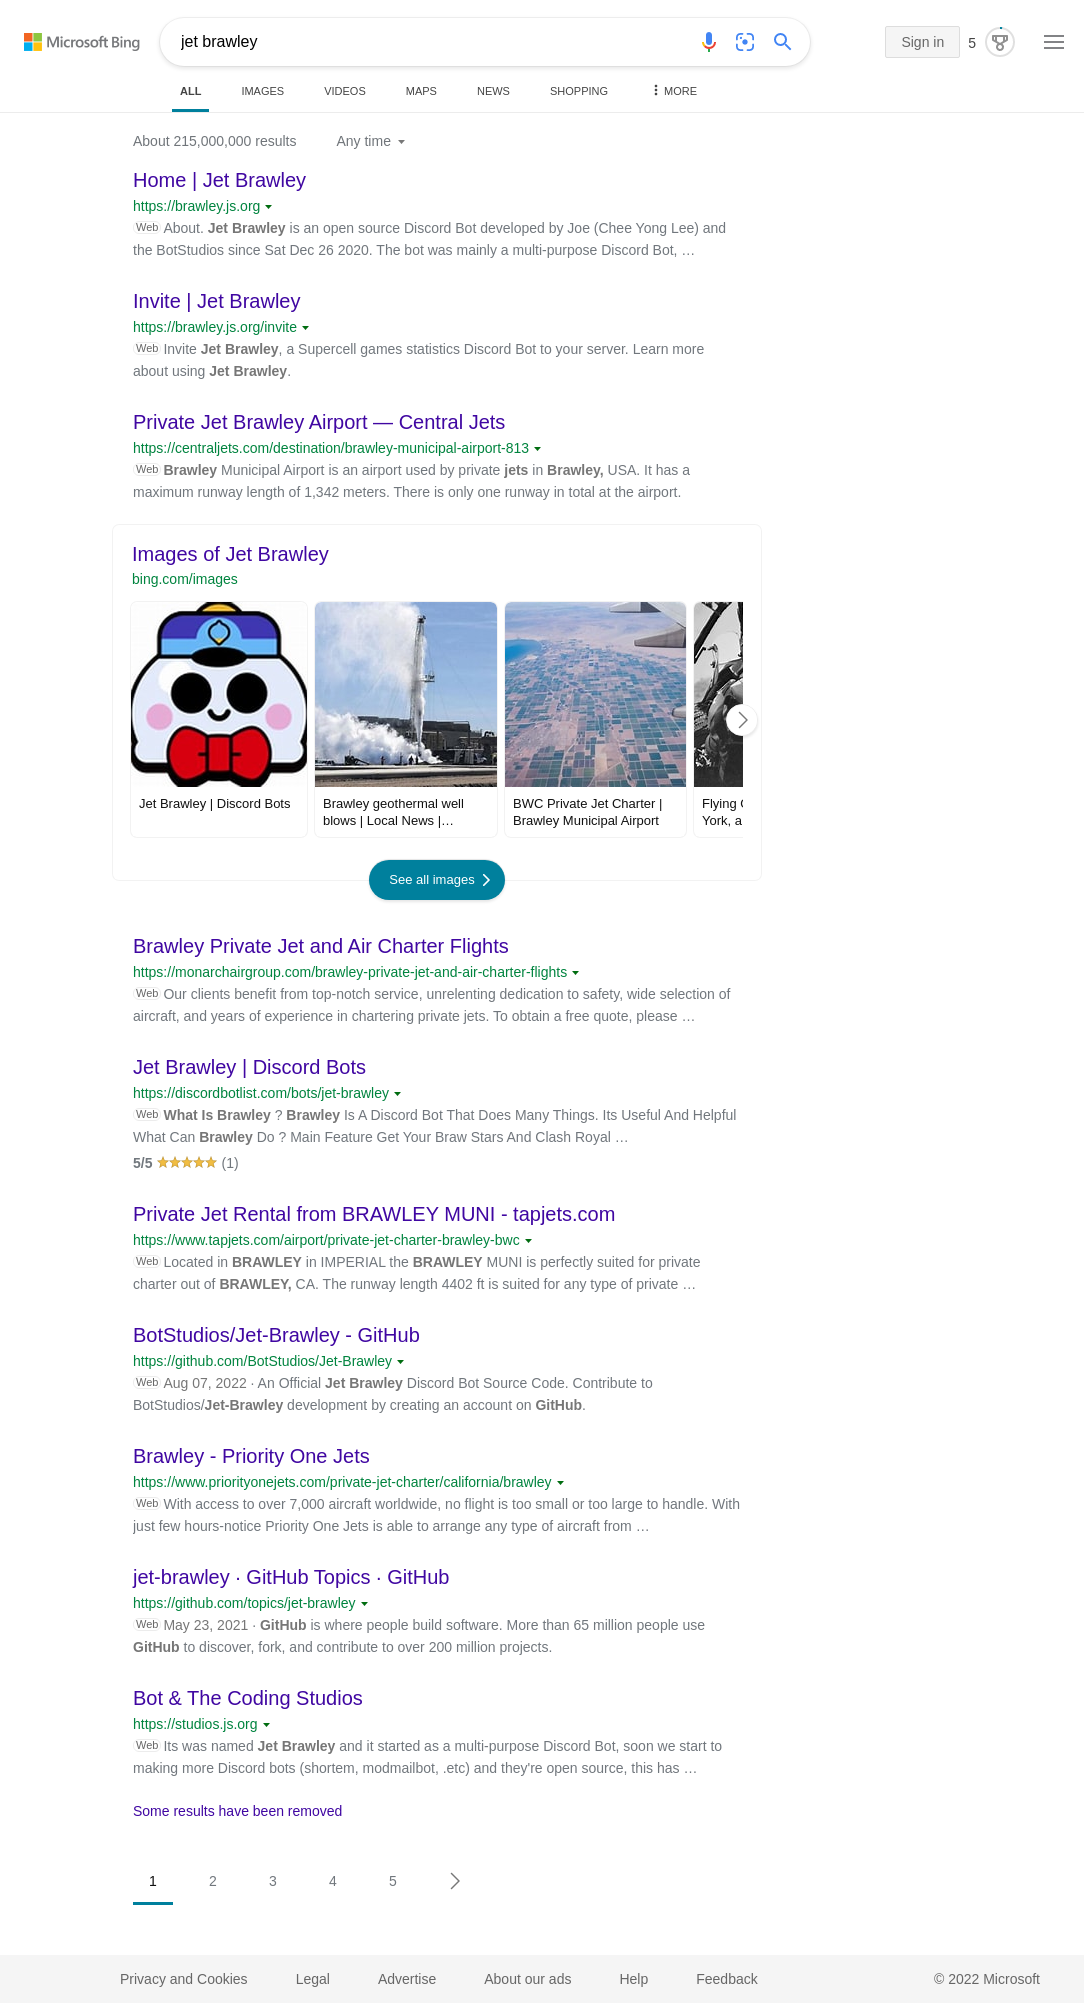 Microsoft Bing
jet brawley
Sign in
5
ALL
IMAGES
VIDEOS
MAPS
NEWS
SHOPPING
MORE
About 215,000,000 results
Any time
Home | Jet Brawley
https://brawley.js.org
Web About. Jet Brawley is an open source Discord Bot developed by Joe (Chee Yong Lee) and
the BotStudios since Sat Dec 26 2020. The bot was mainly a multi-purpose Discord Bot, …
Invite | Jet Brawley
https://brawley.js.org/invite
Web Invite Jet Brawley, a Supercell games statistics Discord Bot to your server. Learn more
about using Jet Brawley.
Private Jet Brawley Airport — Central Jets
https://centraljets.com/destination/brawley-municipal-airport-813
Web Brawley Municipal Airport is an airport used by private jets in Brawley, USA. It has a
maximum runway length of 1,342 meters. There is only one runway in total at the airport.
Images of Jet Brawley
bing.com/images
Jet Brawley | Discord Bots
Brawley geothermal well
blows | Local News |…
BWC Private Jet Charter |
Brawley Municipal Airport
Flying
York, a
See all images
Brawley Private Jet and Air Charter Flights
https://monarchairgroup.com/brawley-private-jet-and-air-charter-flights
Web Our clients benefit from top-notch service, unrelenting dedication to safety, wide selection of
aircraft, and years of experience in chartering private jets. To obtain a free quote, please …
Jet Brawley | Discord Bots
https://discordbotlist.com/bots/jet-brawley
Web What Is Brawley ? Brawley Is A Discord Bot That Does Many Things. Its Useful And Helpful
What Can Brawley Do ? Main Feature Get Your Braw Stars And Clash Royal …
5/5 ★★★★★ (1)
Private Jet Rental from BRAWLEY MUNI - tapjets.com
https://www.tapjets.com/airport/private-jet-charter-brawley-bwc
Web Located in BRAWLEY in IMPERIAL the BRAWLEY MUNI is perfectly suited for private
charter out of BRAWLEY, CA. The runway length 4402 ft is suited for any type of private …
BotStudios/Jet-Brawley - GitHub
https://github.com/BotStudios/Jet-Brawley
Web Aug 07, 2022 · An Official Jet Brawley Discord Bot Source Code. Contribute to
BotStudios/Jet-Brawley development by creating an account on GitHub.
Brawley - Priority One Jets
https://www.priorityonejets.com/private-jet-charter/california/brawley
Web With access to over 7,000 aircraft worldwide, no flight is too small or too large to handle. With
just few hours-notice Priority One Jets is able to arrange any type of aircraft from …
jet-brawley · GitHub Topics · GitHub
https://github.com/topics/jet-brawley
Web May 23, 2021 · GitHub is where people build software. More than 65 million people use
GitHub to discover, fork, and contribute to over 200 million projects.
Bot & The Coding Studios
https://studios.js.org
Web Its was named Jet Brawley and it started as a multi-purpose Discord Bot, soon we start to
making more Discord bots (shortem, modmailbot, .etc) and they're open source, this has …
Some results have been removed
1
2
3
4
5
Privacy and Cookies
Legal
Advertise
About our ads
Help
Feedback
© 2022 Microsoft